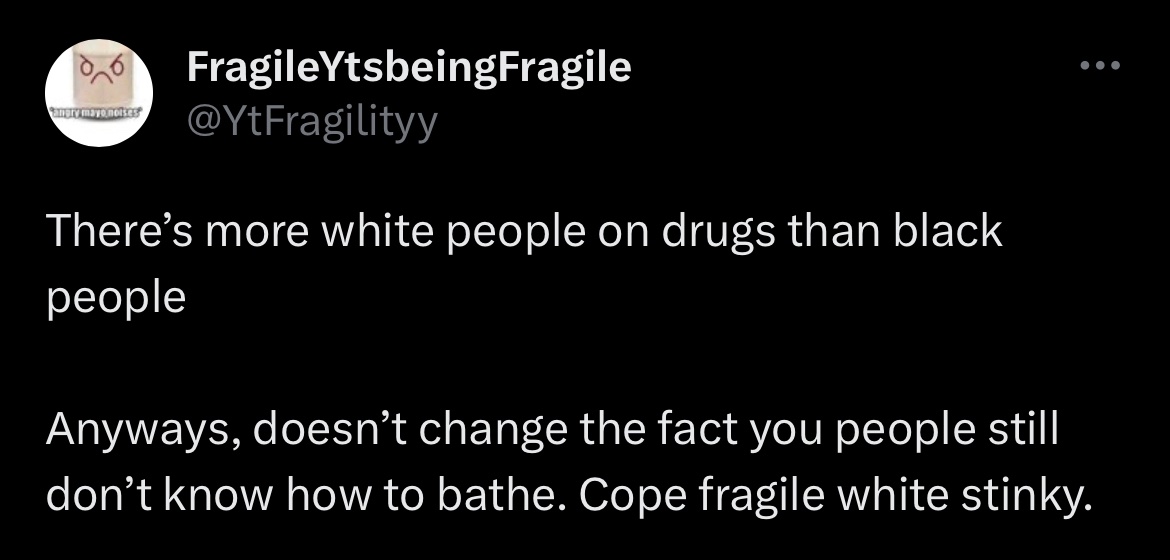 FragileYtsbeingFragile
@YtFragilityy
*angry mayo noises*
There’s more white people on drugs than black
people
Anyways, doesn’t change the fact you people still
don’t know how to bathe. Cope fragile white stinky.